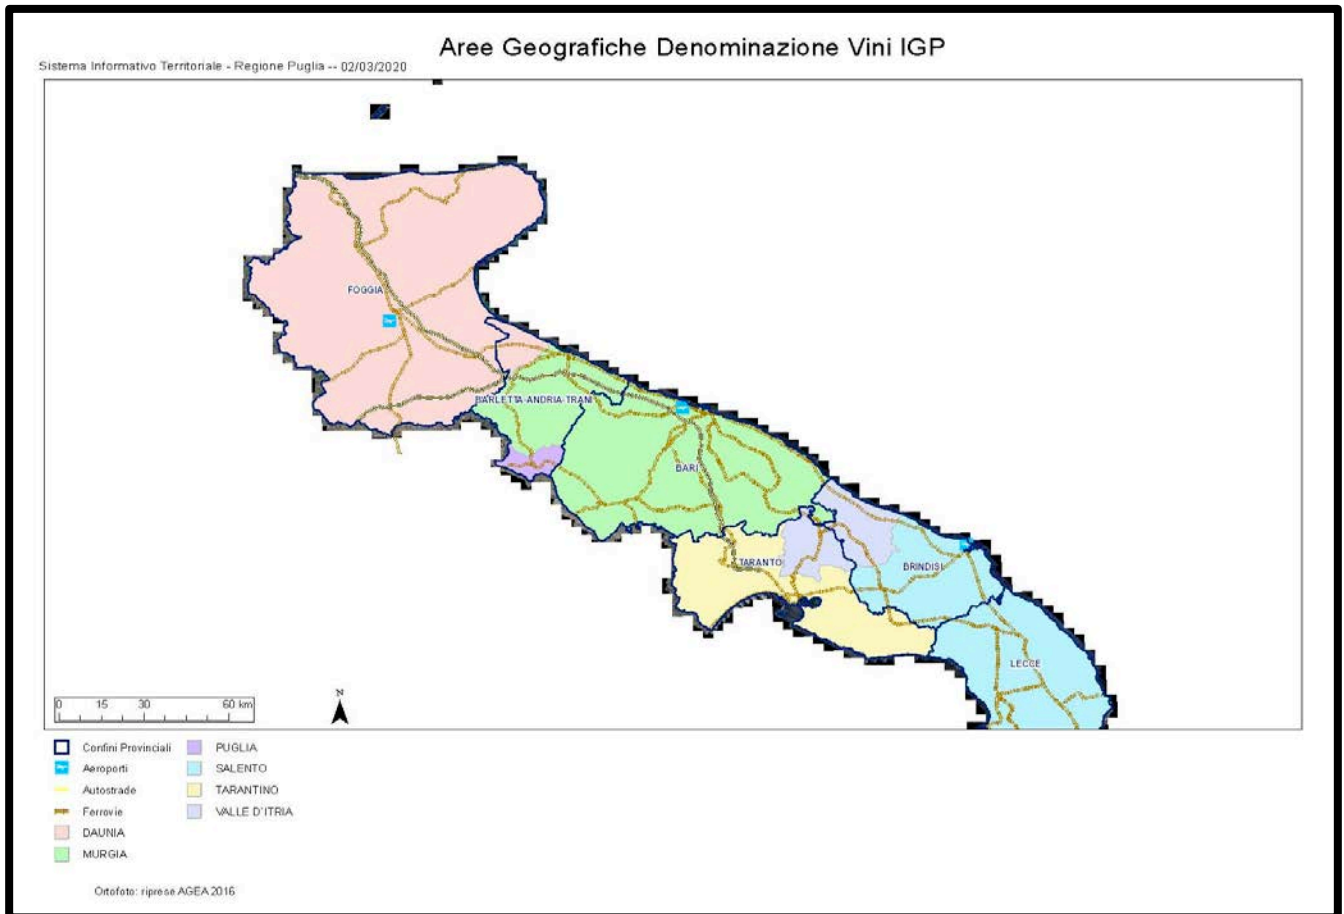 Aree Geografiche Denominazione Vini IGP
Sistema Informativo Territoriale - Regione Puglia -- 02/03/2020
FOGGIA
BARLETTA-ANDRIA-TRANI
BARI
TARANTO
BRINDISI
LECCE
0 15 30 60 km
N
Confini Provinciali
Aeroporti
Autostrade
Ferrovie
DAUNIA
MURGIA
PUGLIA
SALENTO
TARANTINO
VALLE D'ITRIA
Ortofoto: riprese AGEA 2016